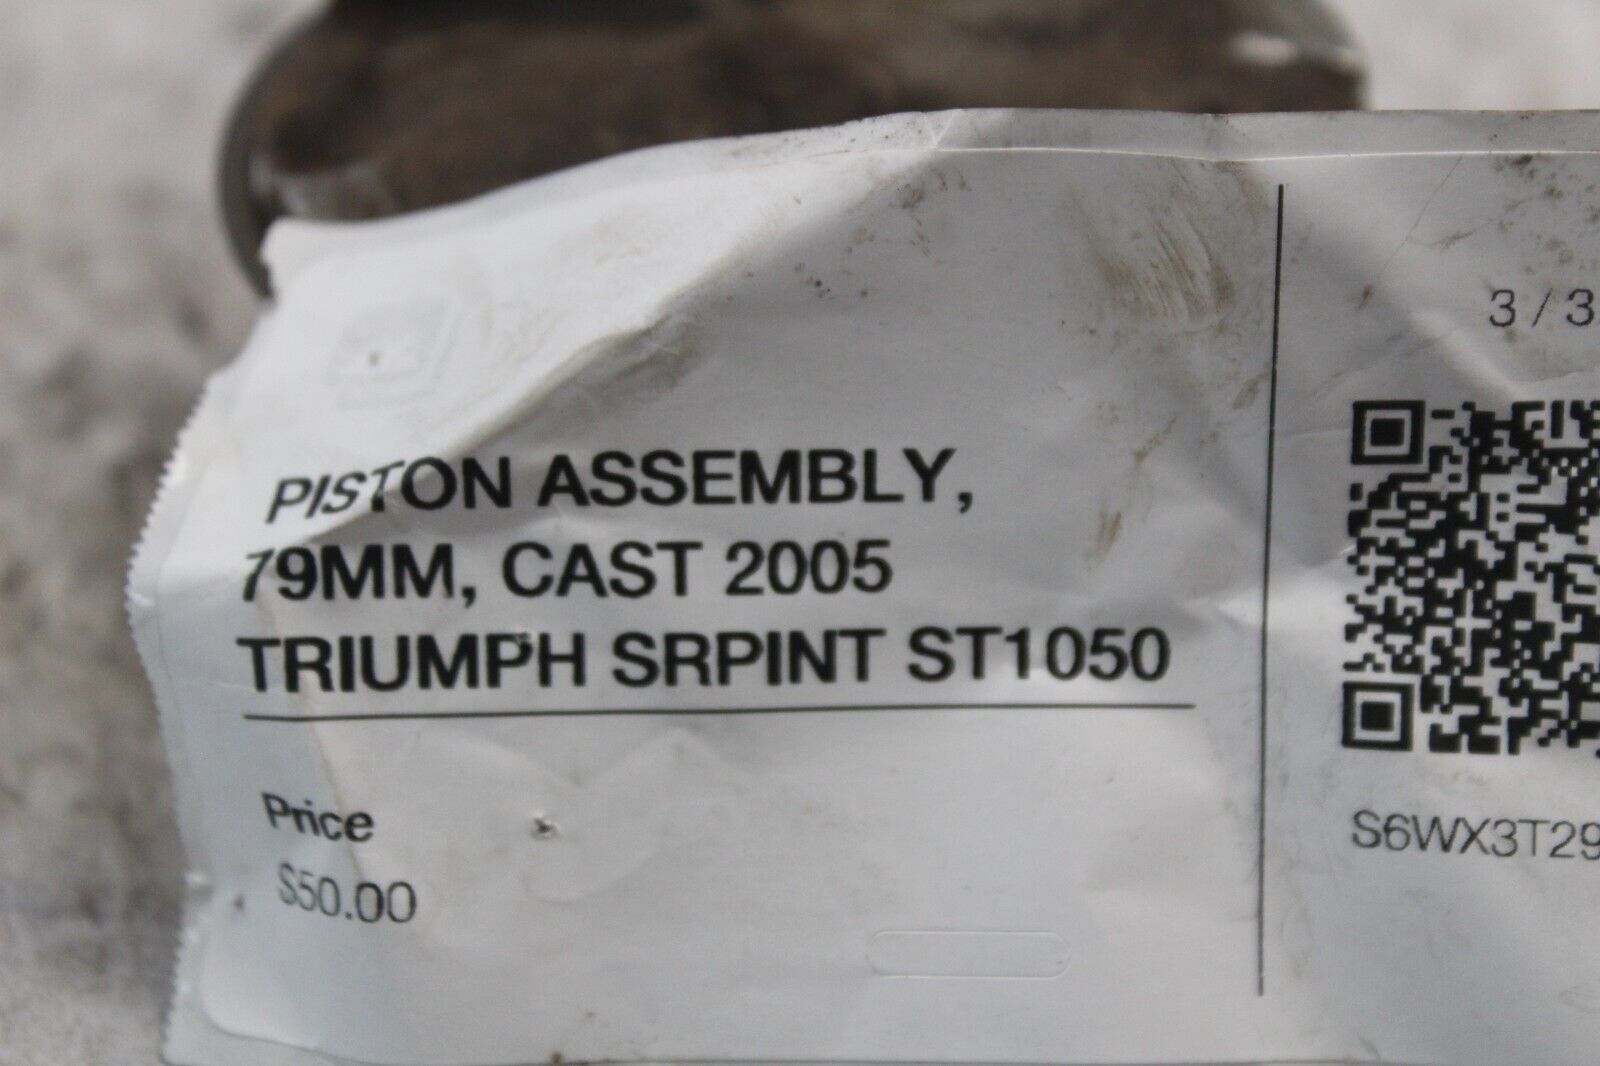 PISTON ASSEMBLY,
79MM, CAST 2005
TRIUMPH SRPINT ST1050
Price
$50.00
3 / 3
S6WX3T29